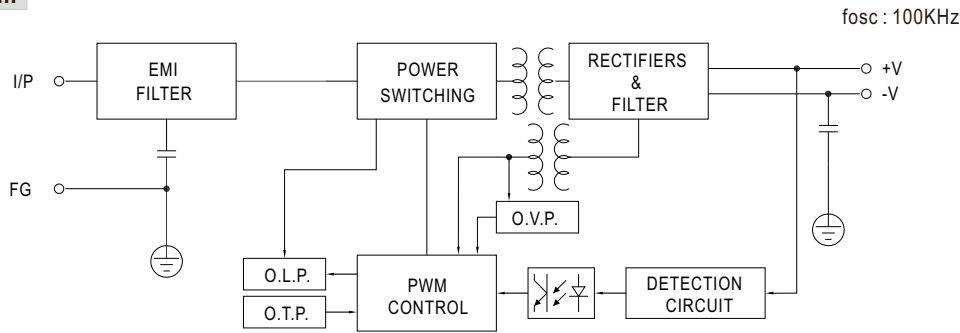 fosc : 100KHz
I/P
EMI
FILTER
POWER
SWITCHING
RECTIFIERS
&
FILTER
+V
-V
FG
O.V.P.
O.L.P.
O.T.P.
PWM
CONTROL
DETECTION
CIRCUIT